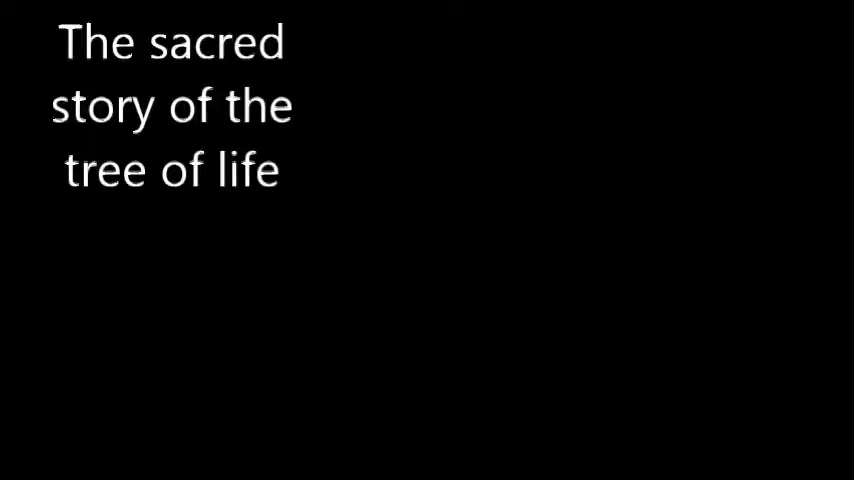 The sacred
story of the
tree of life